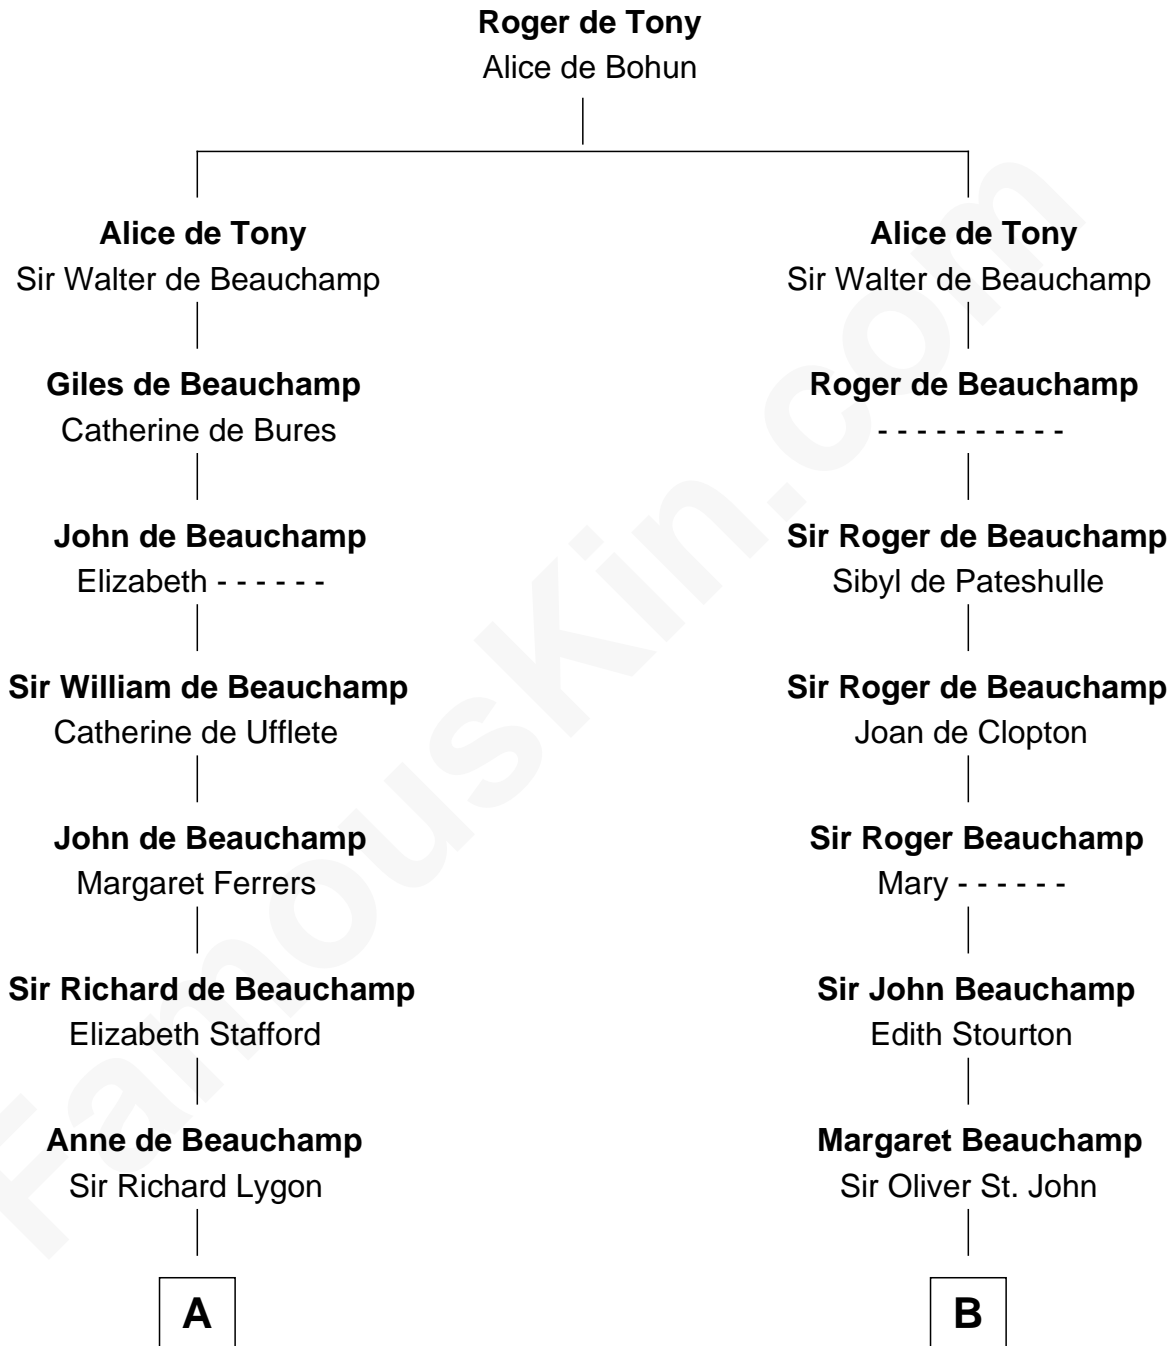 Roger de Tony
Alice de Bohun
Alice de Tony
Sir Walter de Beauchamp
Giles de Beauchamp
Catherine de Bures
John de Beauchamp
Elizabeth - - - - - -
Sir William de Beauchamp
Catherine de Ufflete
John de Beauchamp
Margaret Ferrers
Sir Richard de Beauchamp
Elizabeth Stafford
Anne de Beauchamp
Sir Richard Lygon
A
Alice de Tony
Sir Walter de Beauchamp
Roger de Beauchamp
- - - - - - - - - -
Sir Roger de Beauchamp
Sibyl de Pateshulle
Sir Roger de Beauchamp
Joan de Clopton
Sir Roger Beauchamp
Mary - - - - - -
Sir John Beauchamp
Edith Stourton
Margaret Beauchamp
Sir Oliver St. John
B
FamousKin.com